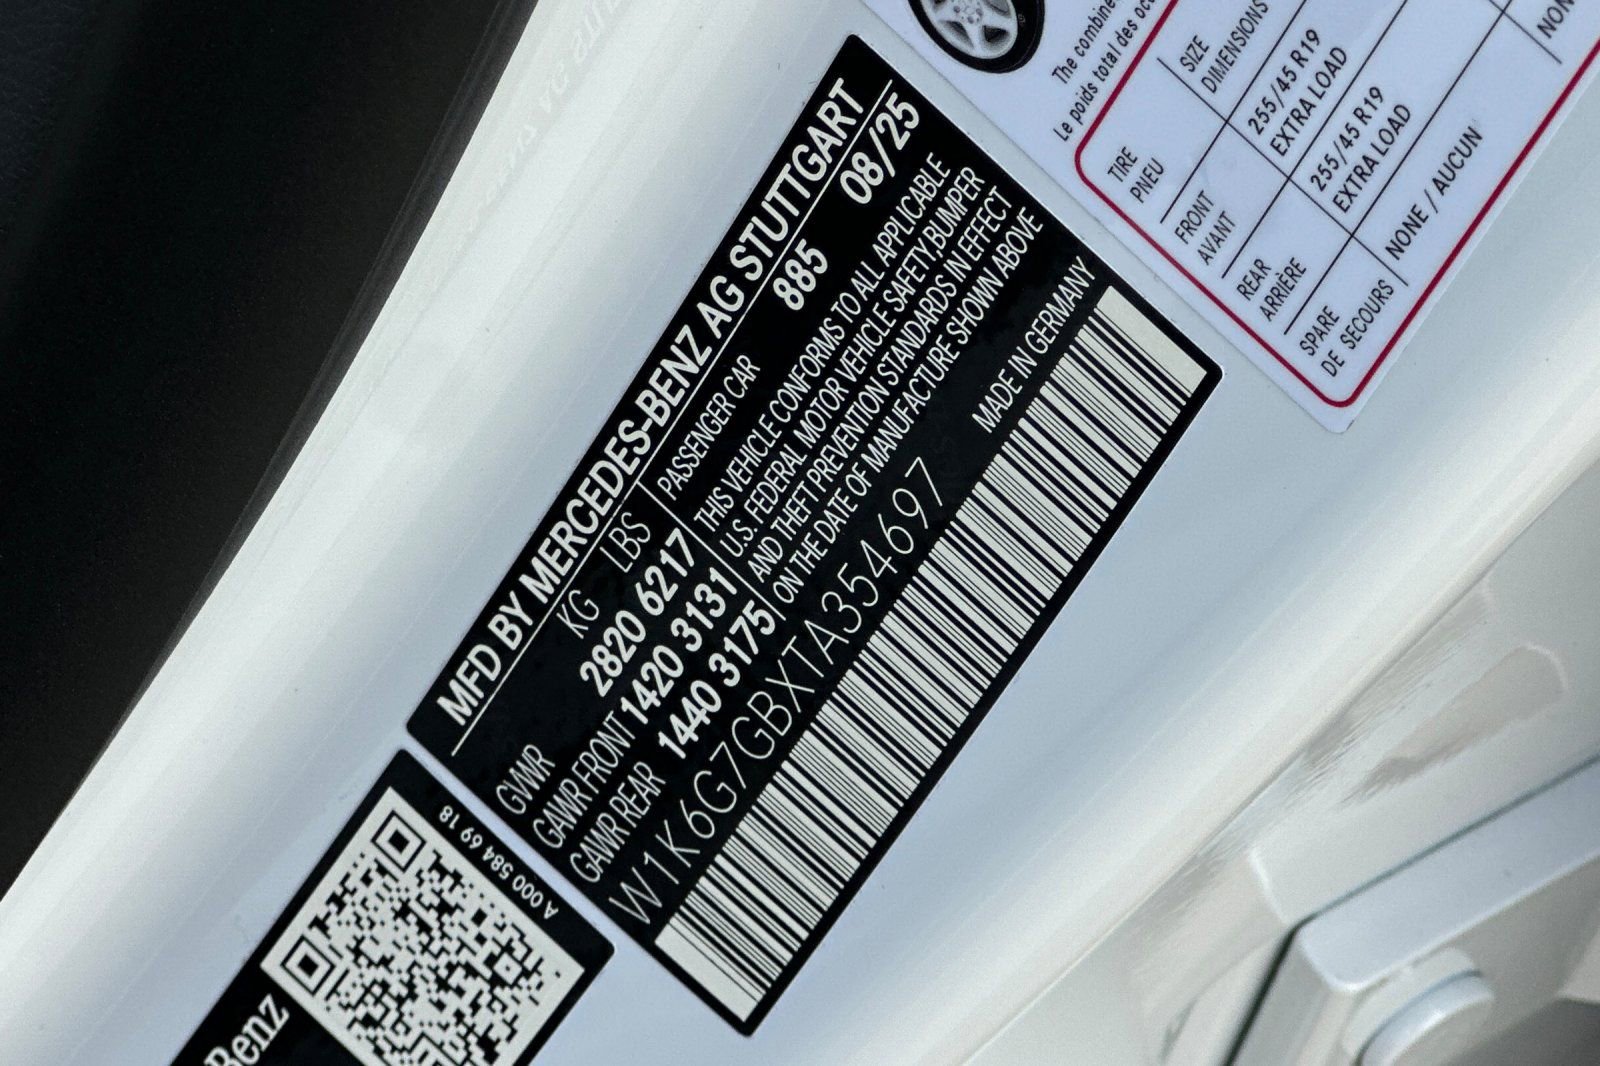 MFD BY MERCEDES-BENZ AG STUTTGART
KG LBS PASSENGER CAR 885 08/25
GVWR 2820 6217 THIS VEHICLE CONFORMS TO ALL APPLICABLE
GAWR FRONT 1420 3131 U.S. FEDERAL MOTOR VEHICLE SAFETY, BUMPER
GAWR REAR 1440 3175 AND THEFT PREVENTION STANDARDS IN EFFECT
ON THE DATE OF MANUFACTURE SHOWN ABOVE
W1K6G7GBXTA354697 MADE IN GERMANY
A 000 584 69 18
Benz
The combine
Le poids total des oc
TIRE SIZE
PNEU DIMENSIONS
FRONT 255/45 R19
AVANT EXTRA LOAD
REAR 255/45 R19
ARRIÈRE EXTRA LOAD
SPARE NONE / AUCUN NON
DE SECOURS